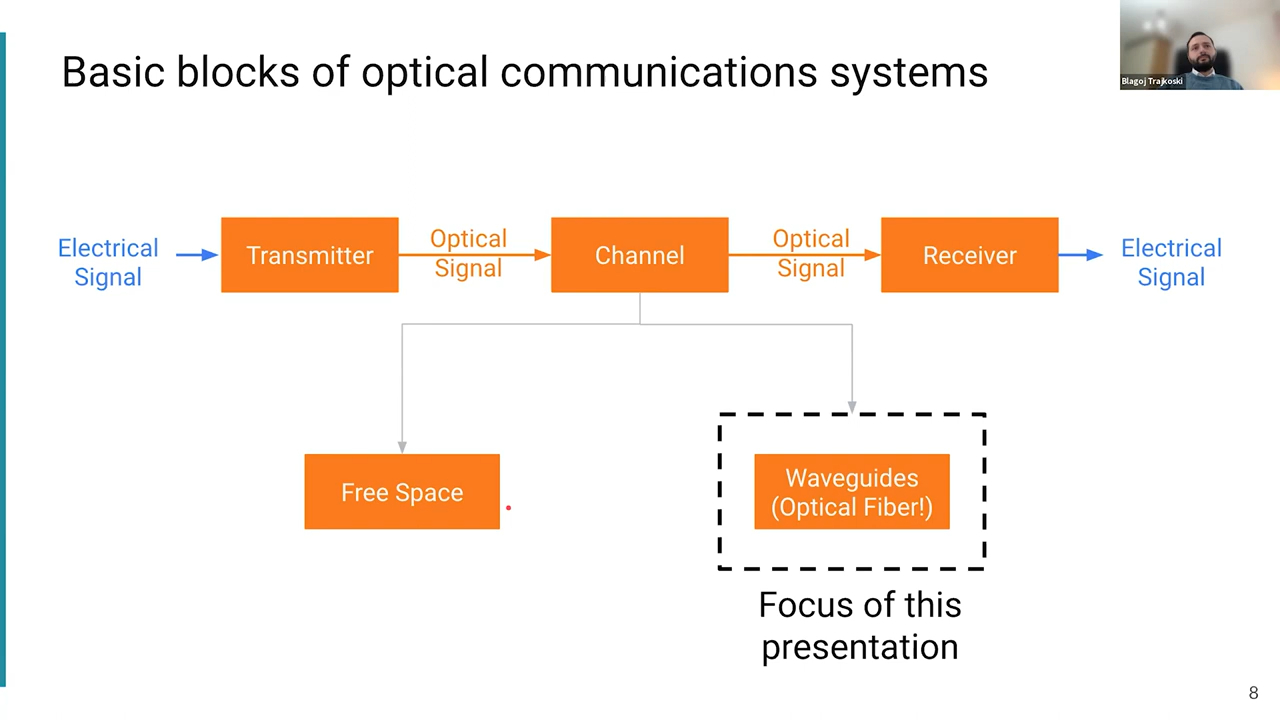 Basic blocks of optical communications systems
Blagoj Trajkoski
Electrical
Signal
Transmitter
Optical
Signal
Channel
Optical
Signal
Receiver
Electrical
Signal
Free Space
Waveguides
(Optical Fiber!)
Focus of this
presentation
8